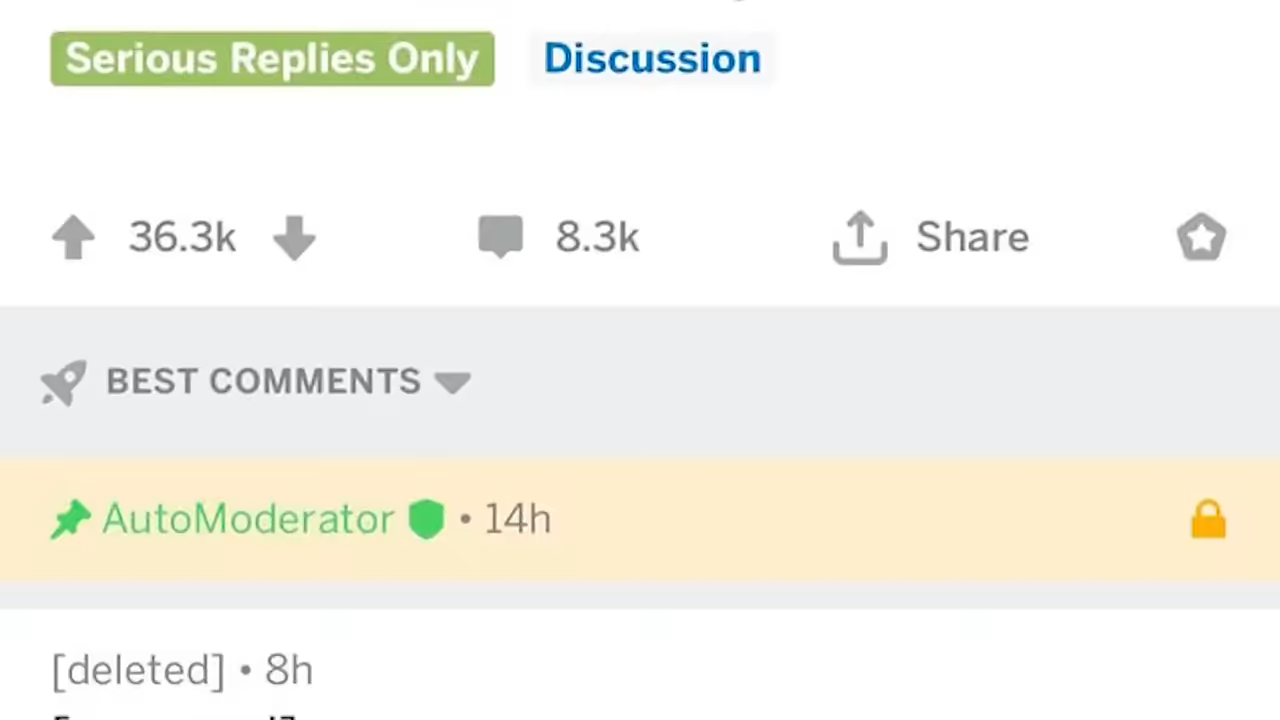 Serious Replies Only Discussion
36.3k 8.3k Share
BEST COMMENTS
AutoModerator • 14h
[deleted] • 8h